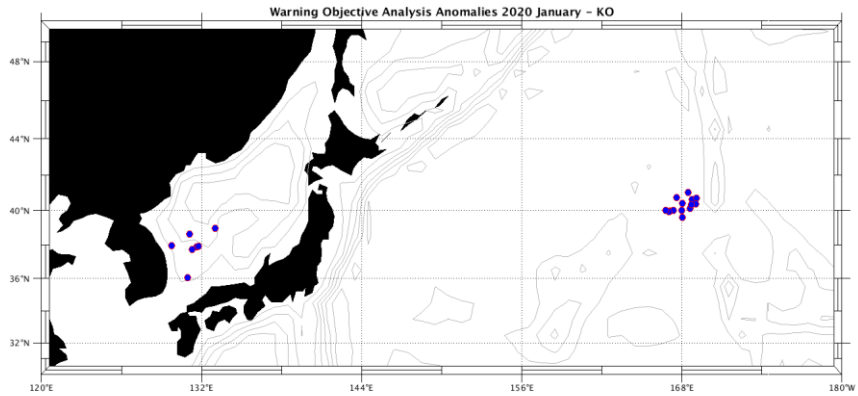 Warning Objective Analysis Anomalies 2020 January – KO
48°N
44°N
40°N
36°N
32°N
120°E
132°E
144°E
156°E
168°E
180°W